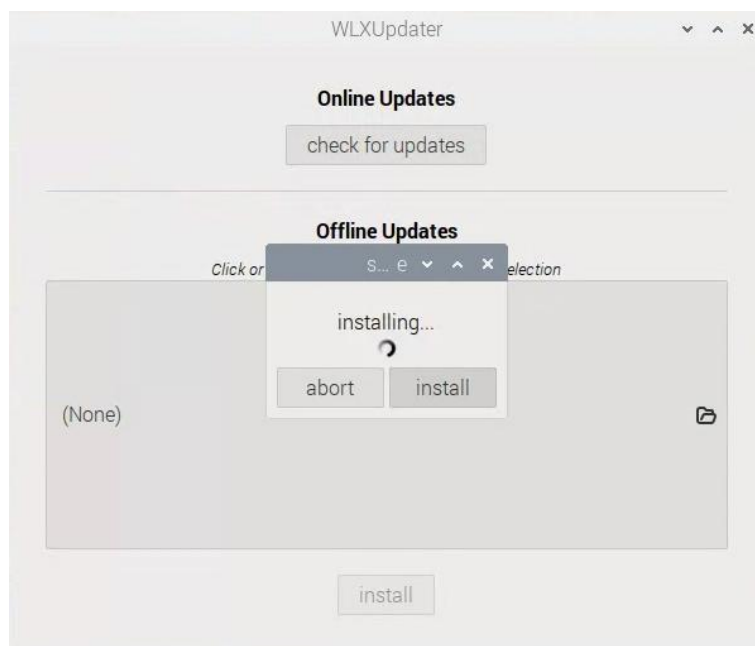 WLXUpdater
Online Updates
check for updates
Offline Updates
Click or
election
s... e
installing...
abort install
(None)
install